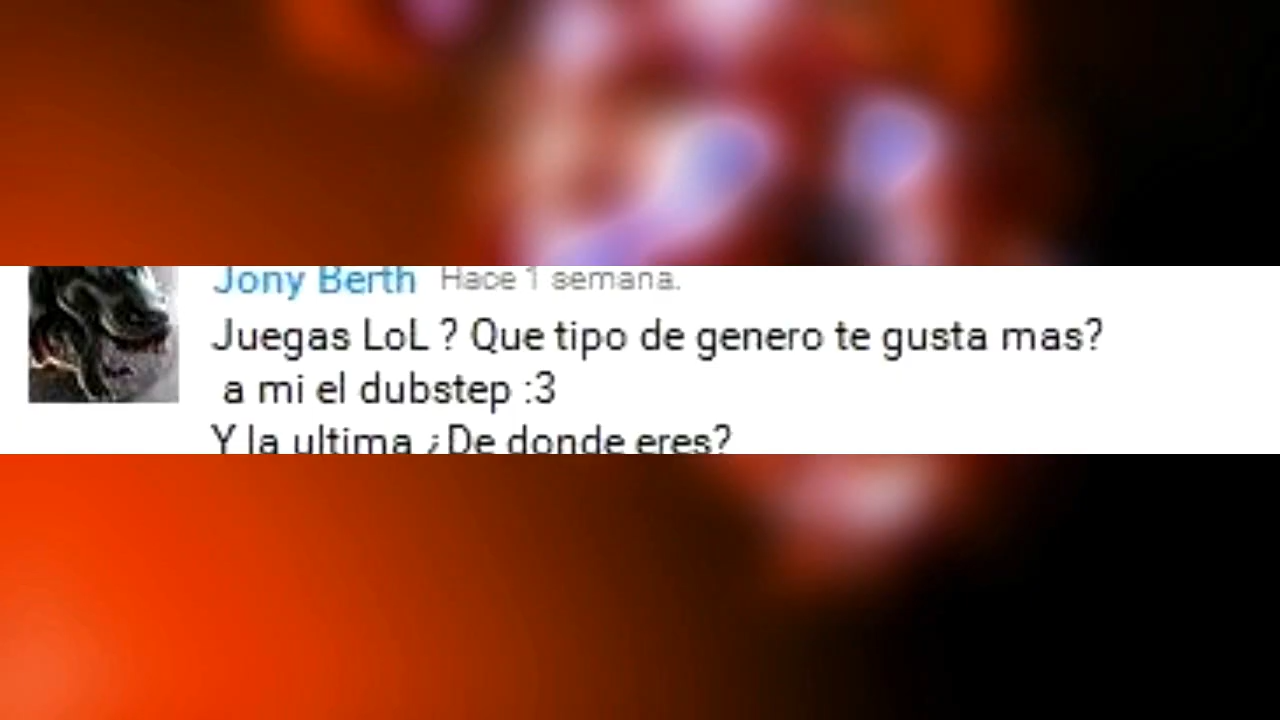 Jony Berth Hace 1 semana.
Juegas LoL ? Que tipo de genero te gusta mas?
a mi el dubstep :3
Y la ultima ¿De donde eres?